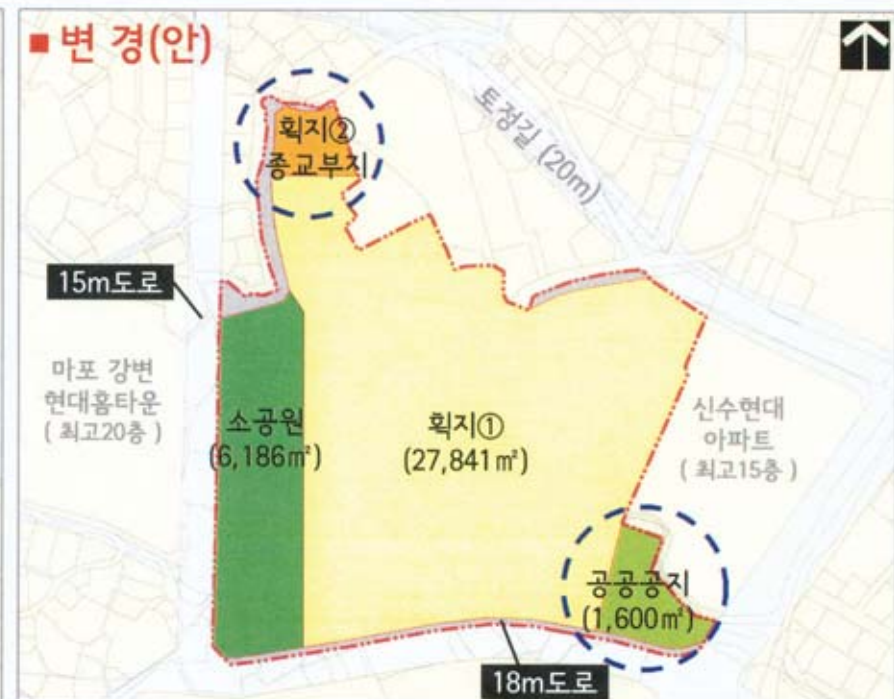 ■ 변 경(안)
획지②
종교부지
토정길 (20m)
15m도로
마포 강변
현대홈타운
( 최고20층 )
소공원
(6,186㎡)
획지①
(27,841㎡)
신수현대
아파트
( 최고15층 )
공공공지
(1,600㎡)
18m도로